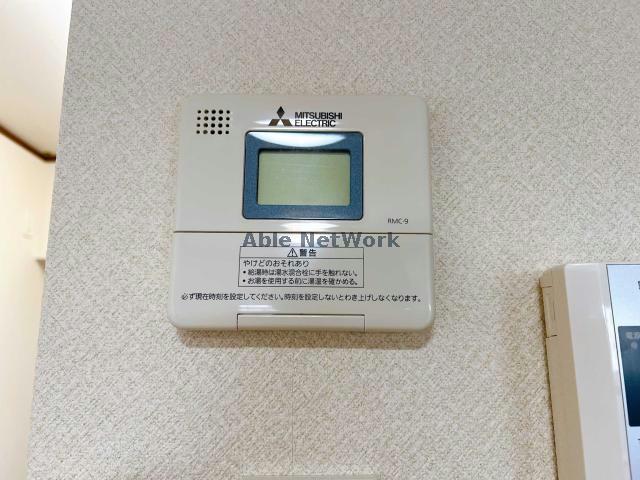 MITSUBISHI
ELECTRIC
RMC-9
Able NetWork
⚠警告
やけどのおそれあり
・給湯時は湯水混合栓に手を触れない。
・お湯を使用する前に湯温を確かめる。
必ず現在時刻を設定してください。時刻を設定しないとわき上げしなくなります。